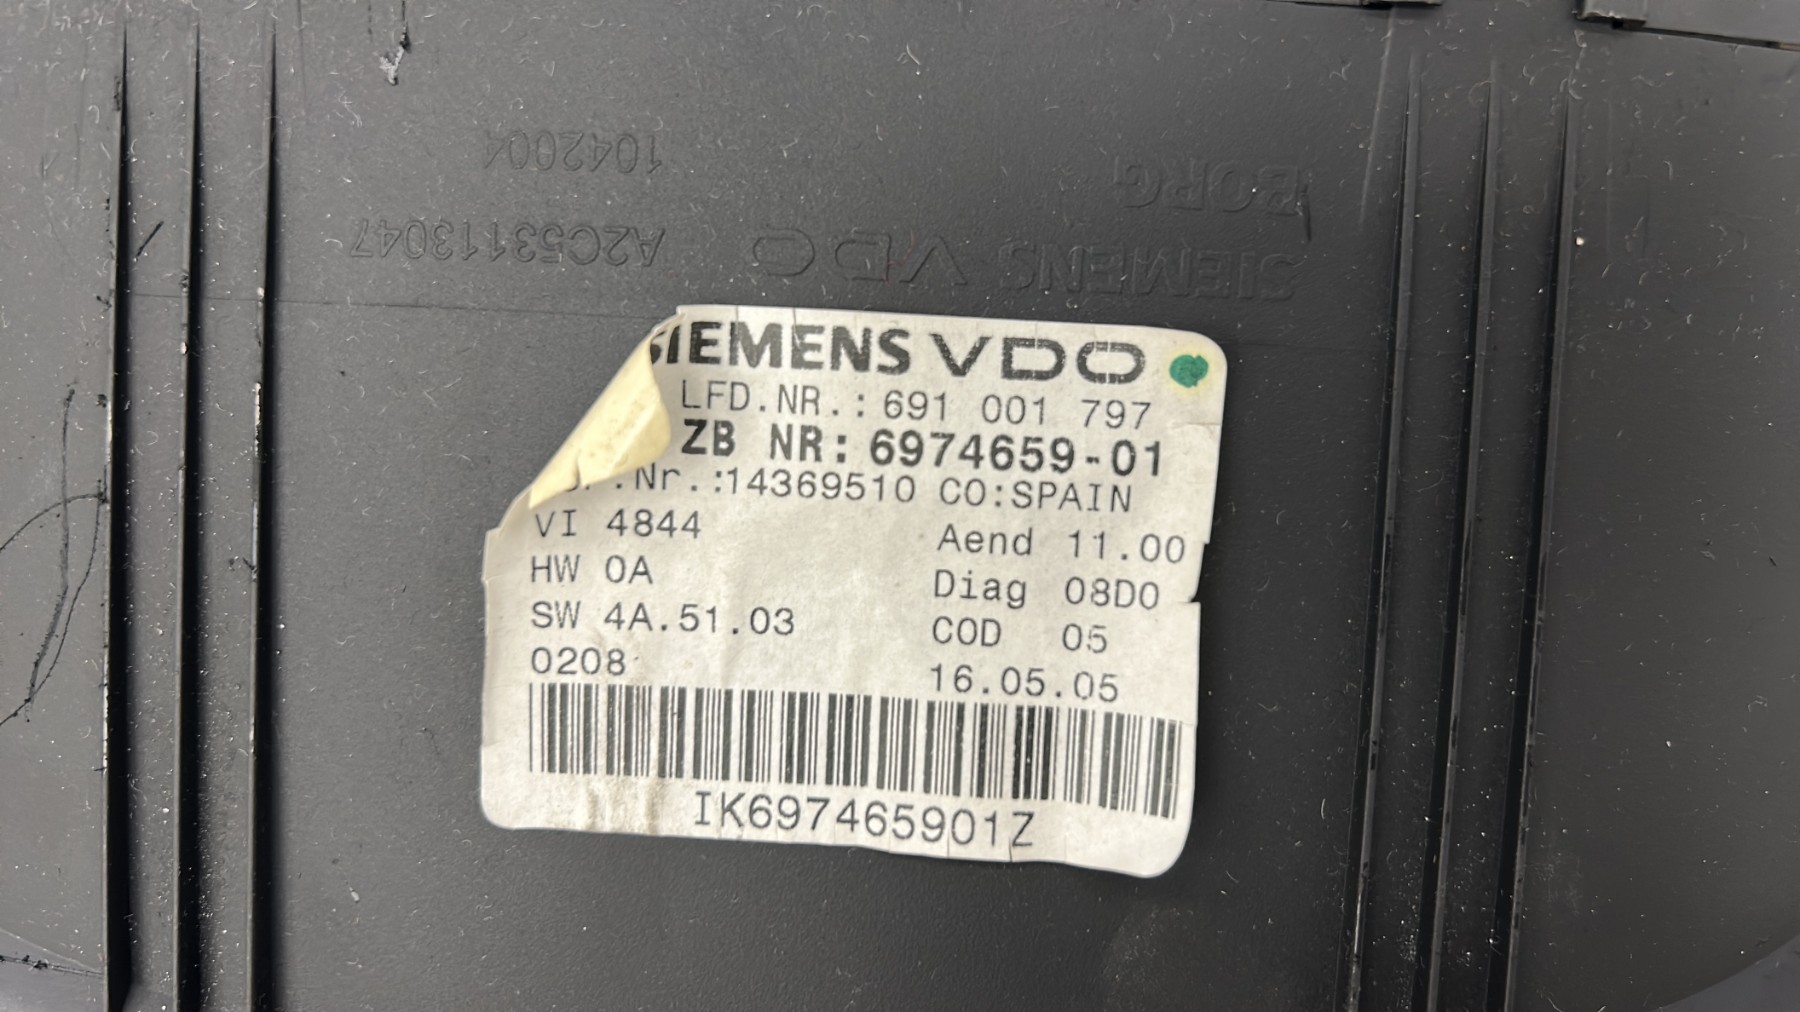 1042004
BORG
A2C53113047
SIEMENS VDO
SIEMENS VDO
LFD.NR.: 691 001 797
ZB NR: 6974659-01
.Nr.:14369510 CO:SPAIN
VI 4844
Aend 11.00
HW 0A
Diag 08D0
SW 4A.51.03
COD 05
0208
16.05.05
IK697465901Z